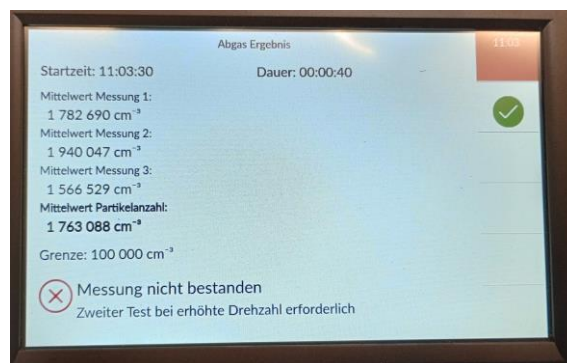 Abgas Ergebnis
11:03
Startzeit: 11:03:30 Dauer: 00:00:40
Mittelwert Messung 1:
1 782 690 cm⁻³
Mittelwert Messung 2:
1 940 047 cm⁻³
Mittelwert Messung 3:
1 566 529 cm⁻³
Mittelwert Partikelanzahl:
1 763 088 cm⁻³
Grenze: 100 000 cm⁻³
Messung nicht bestanden
Zweiter Test bei erhöhte Drehzahl erforderlich